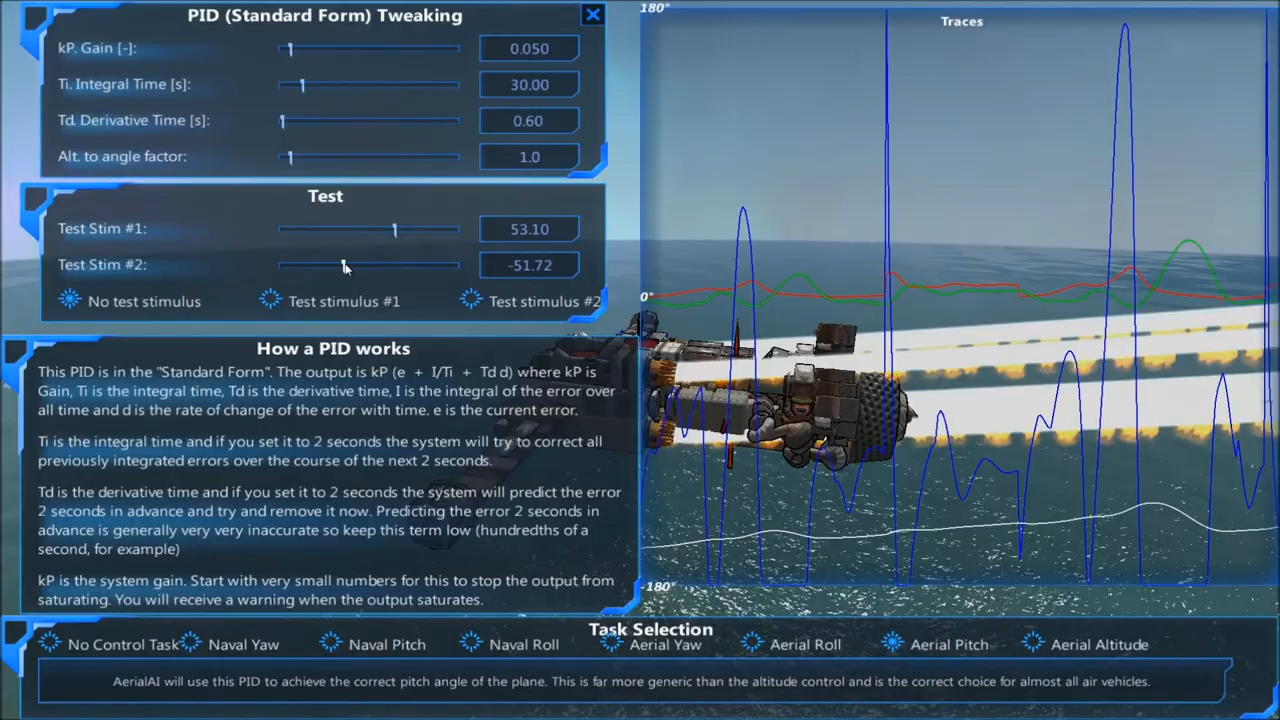 PID (Standard Form) Tweaking
kP. Gain [-]:
0.050
Ti. Integral Time [s]:
30.00
Td. Derivative Time [s]:
0.60
Alt. to angle factor:
1.0
Test
Test Stim #1:
53.10
Test Stim #2:
-51.72
No test stimulus
Test stimulus #1
Test stimulus #2
How a PID works
This PID is in the "Standard Form". The output is kP (e + I/Ti + Td d) where kP is
Gain, Ti is the integral time, Td is the derivative time, I is the integral of the error over
all time and d is the rate of change of the error with time. e is the current error.
Ti is the integral time and if you set it to 2 seconds the system will try to correct all
previously integrated errors over the course of the next 2 seconds.
Td is the derivative time and if you set it to 2 seconds the system will predict the error
2 seconds in advance and try and remove it now. Predicting the error 2 seconds in
advance is generally very very inaccurate so keep this term low (hundredths of a
second, for example)
kP is the system gain. Start with very small numbers for this to stop the output from
saturating. You will receive a warning when the output saturates.
180°
Traces
0°
-180°
Task Selection
No Control Task
Naval Yaw
Naval Pitch
Naval Roll
Aerial Yaw
Aerial Roll
Aerial Pitch
Aerial Altitude
AerialAI will use this PID to achieve the correct pitch angle of the plane. This is far more generic than the altitude control and is the correct choice for almost all air vehicles.